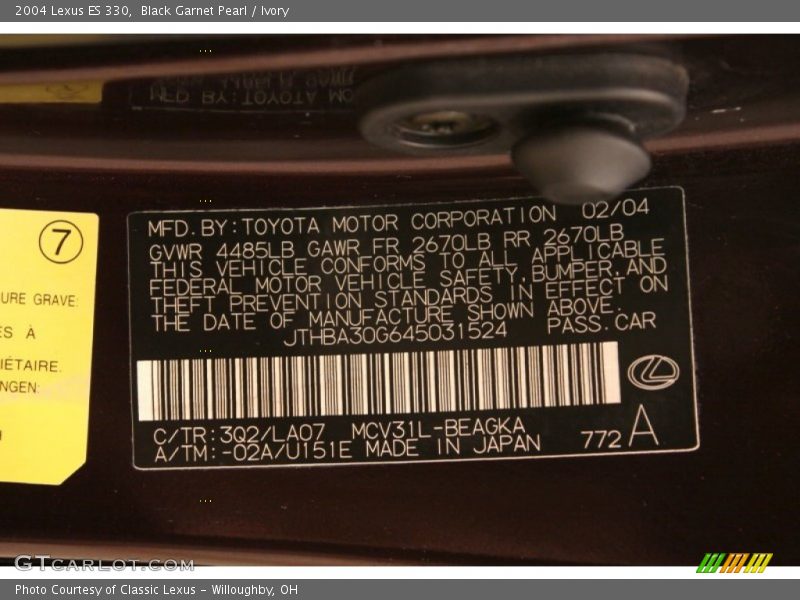 2004 Lexus ES 330,  Black Garnet Pearl / Ivory
MFD BY:TOYOTA MO
7
URE GRAVE:
ES À
IÉTAIRE.
NGEN:
MFD.BY:TOYOTA MOTOR CORPORATION 02/04
GVWR 4485LB GAWR FR 2670LB RR 2670LB
THIS VEHICLE CONFORMS TO ALL APPLICABLE
FEDERAL MOTOR VEHICLE SAFETY,BUMPER,AND
THEFT PREVENTION STANDARDS IN EFFECT ON
THE DATE OF MANUFACTURE SHOWN ABOVE.
JTHBA30G645031524 PASS.CAR
C/TR:3Q2/LA07 MCV31L-BEAGKA
A/TM:-02A/U151E MADE IN JAPAN 772 A
GTCARLOT.COM
Photo Courtesy of Classic Lexus - Willoughby, OH